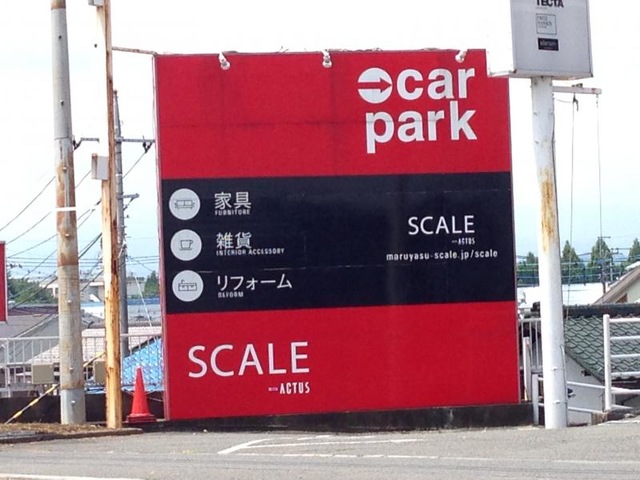 TECTA
car
park
家具
FURNITURE
雑貨
INTERIOR ACCESSORY
リフォーム
REFORM
SCALE
WITH ACTUS
maruyasu-scale.jp/scale
SCALE
WITH ACTUS